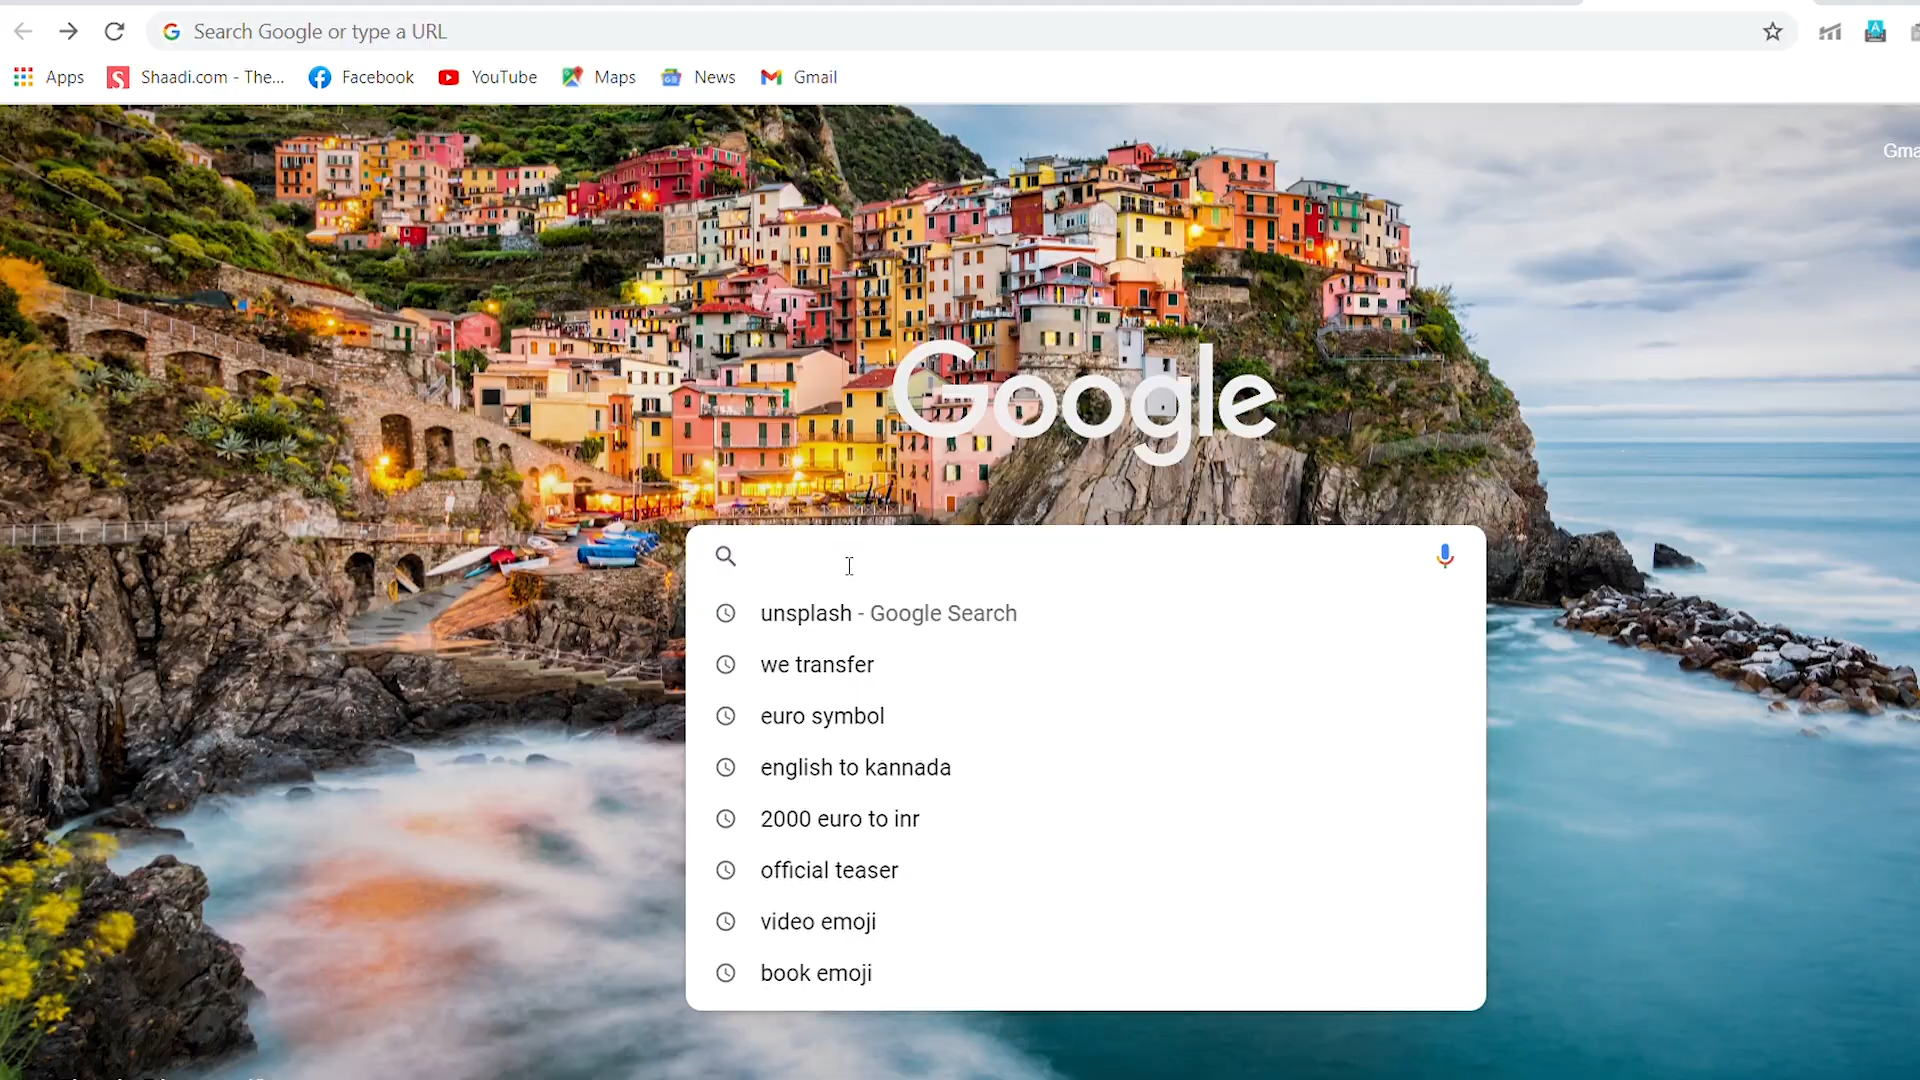 Search Google or type a URL
Apps Shaadi.com - The... Facebook YouTube Maps News Gmail
Google
unsplash - Google Search
we transfer
euro symbol
english to kannada
2000 euro to inr
official teaser
video emoji
book emoji